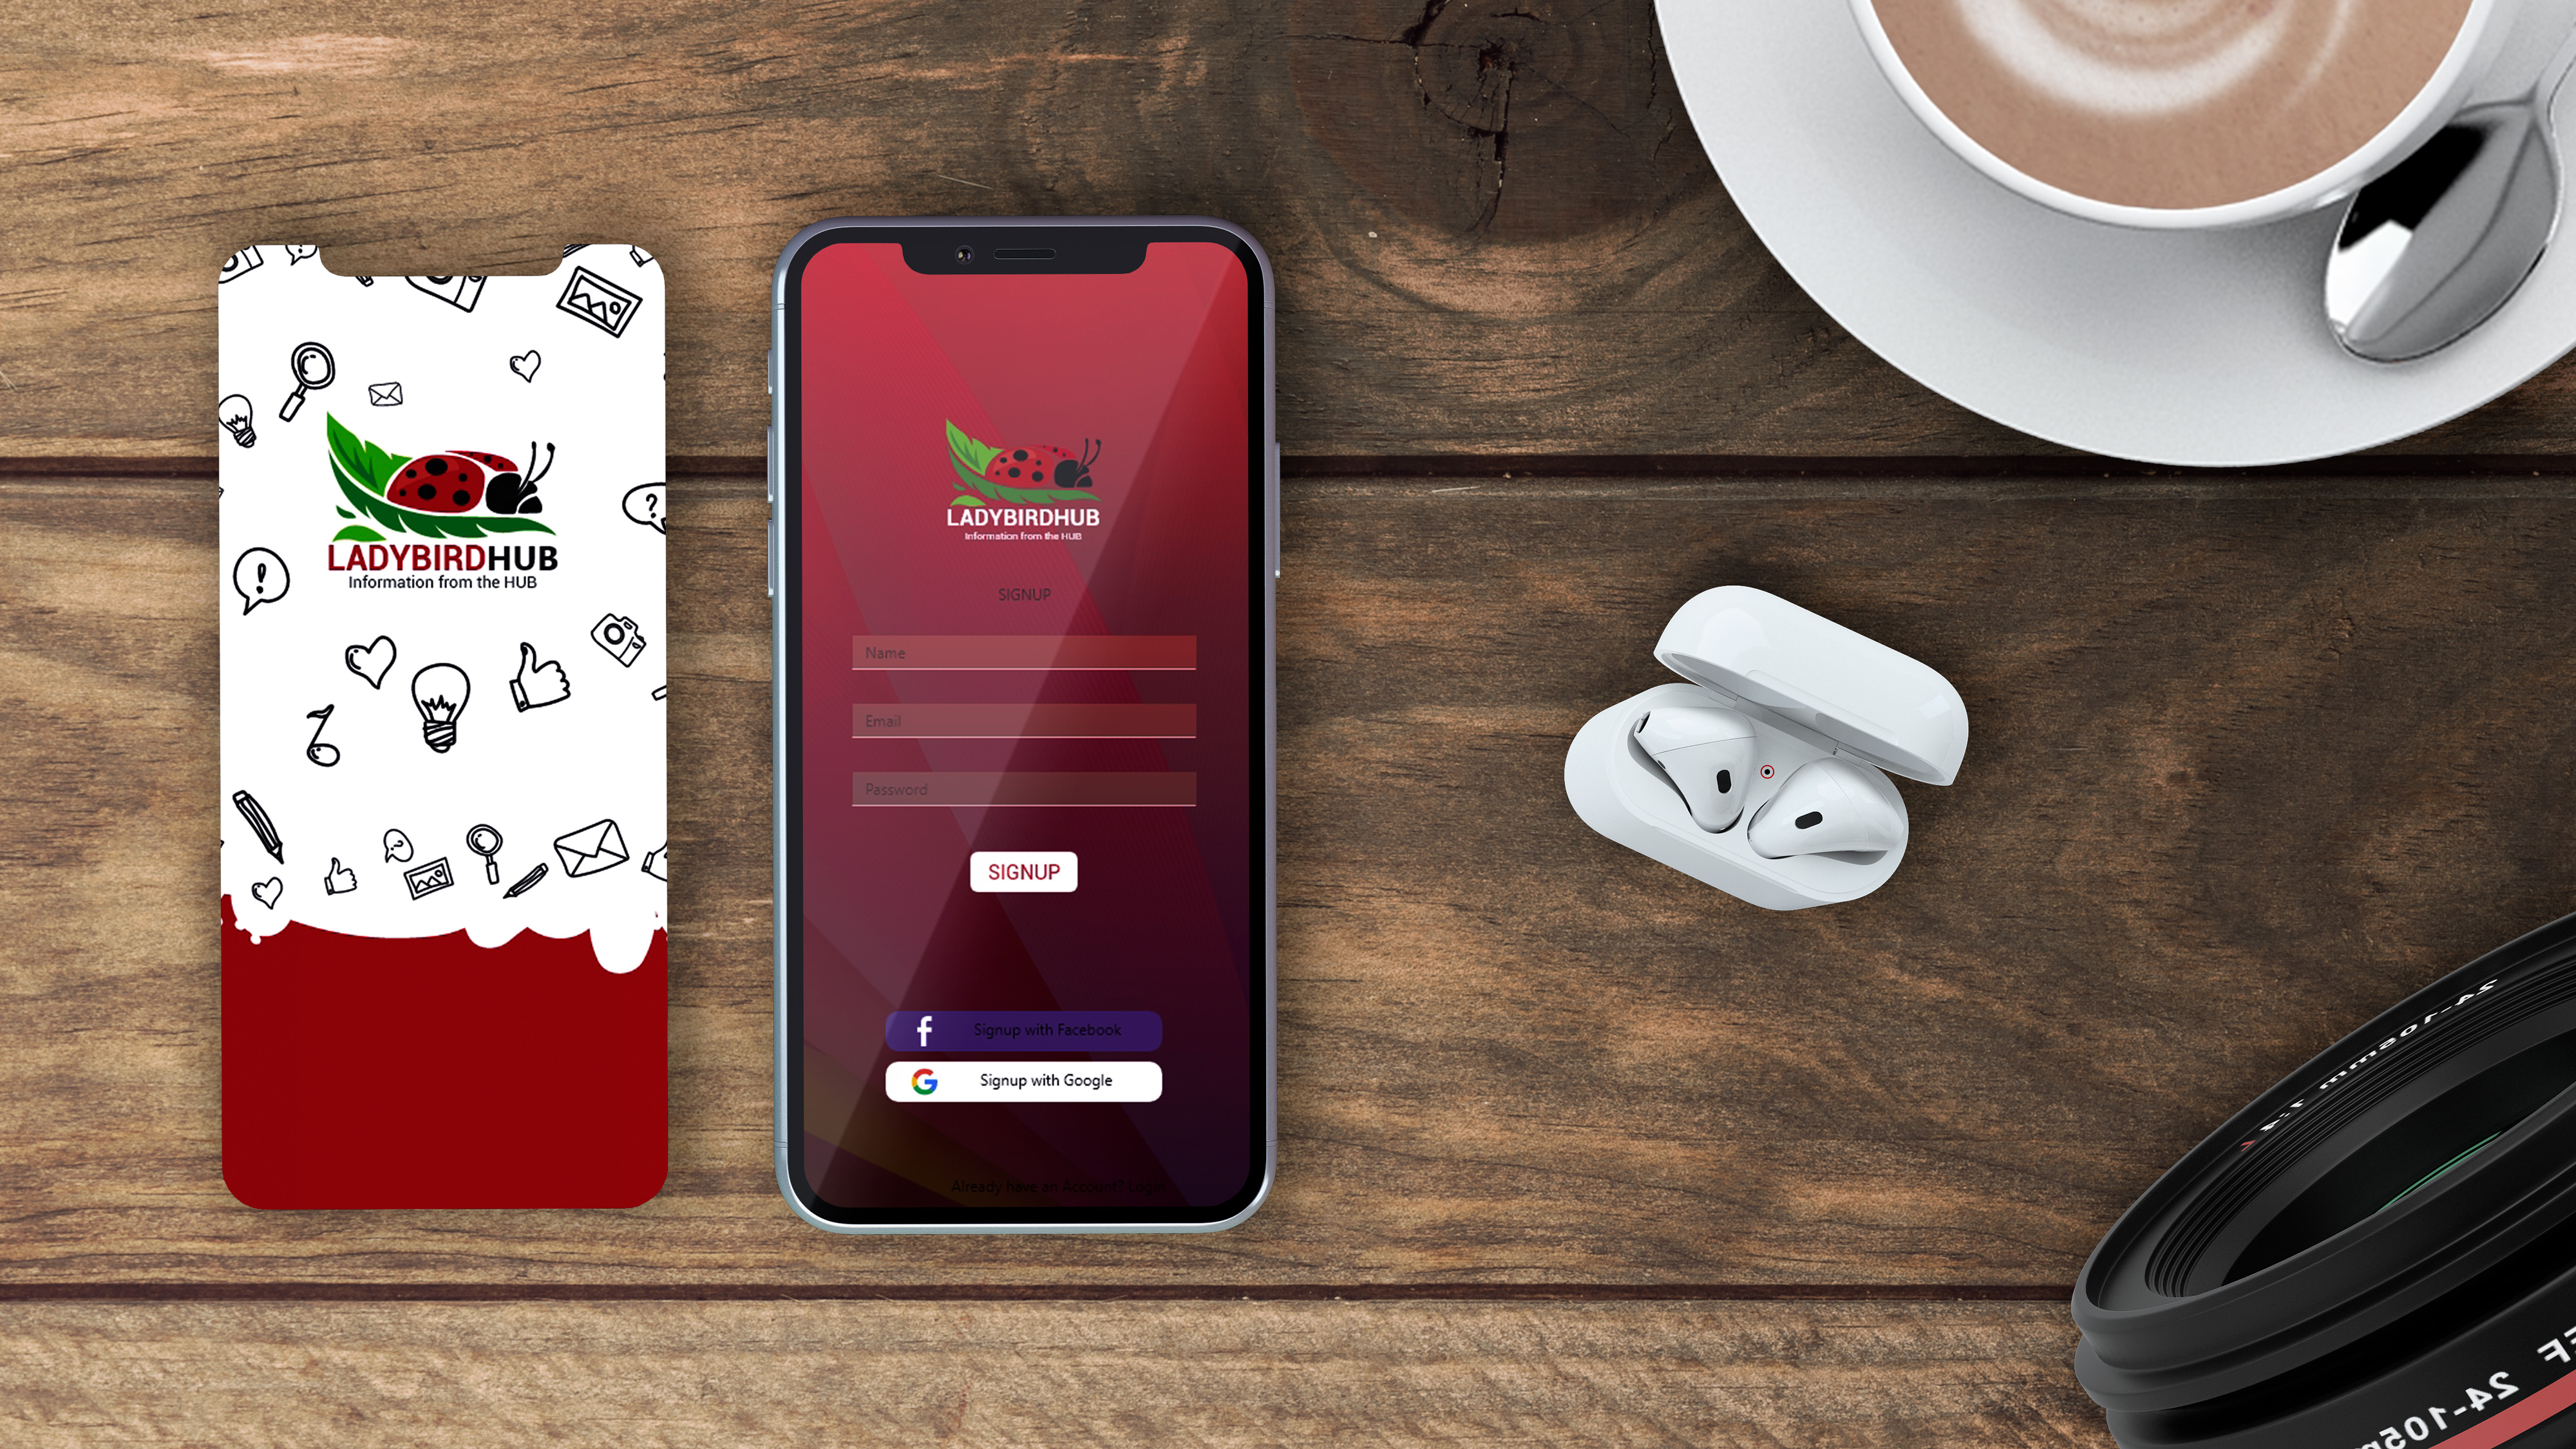 LADYBIRDHUB
Information from the HUB
?
!
LADYBIRDHUB
Information from the HUB
SIGNUP
Name
Email
Password
SIGNUP
f Signup with Facebook
G Signup with Google
Already have an Account? Login
EF
24-105